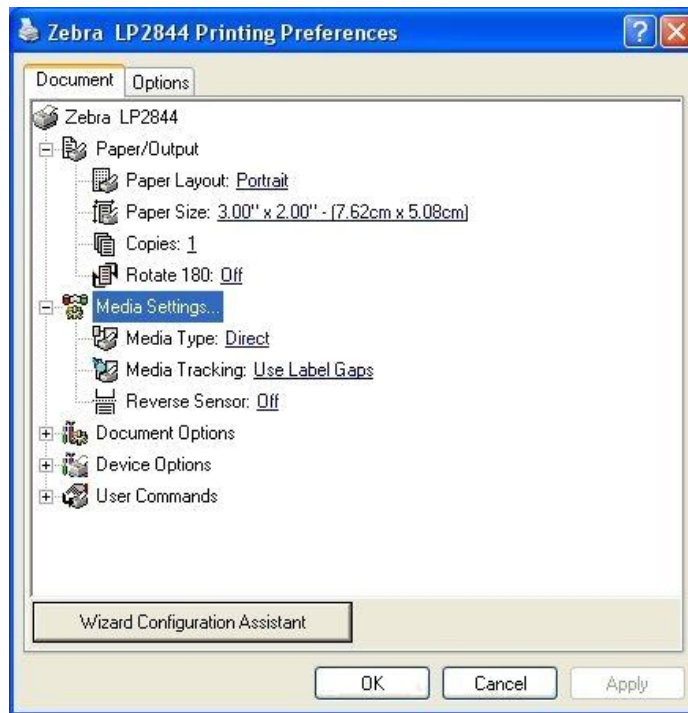 Zebra LP2844 Printing Preferences
Document Options
Zebra LP2844
Paper/Output
Paper Layout: Portrait
Paper Size: 3.00" x 2.00" - (7.62cm x 5.08cm)
Copies: 1
Rotate 180: Off
Media Settings...
Media Type: Direct
Media Tracking: Use Label Gaps
Reverse Sensor: Off
Document Options
Device Options
User Commands
Wizard Configuration Assistant
OK Cancel Apply